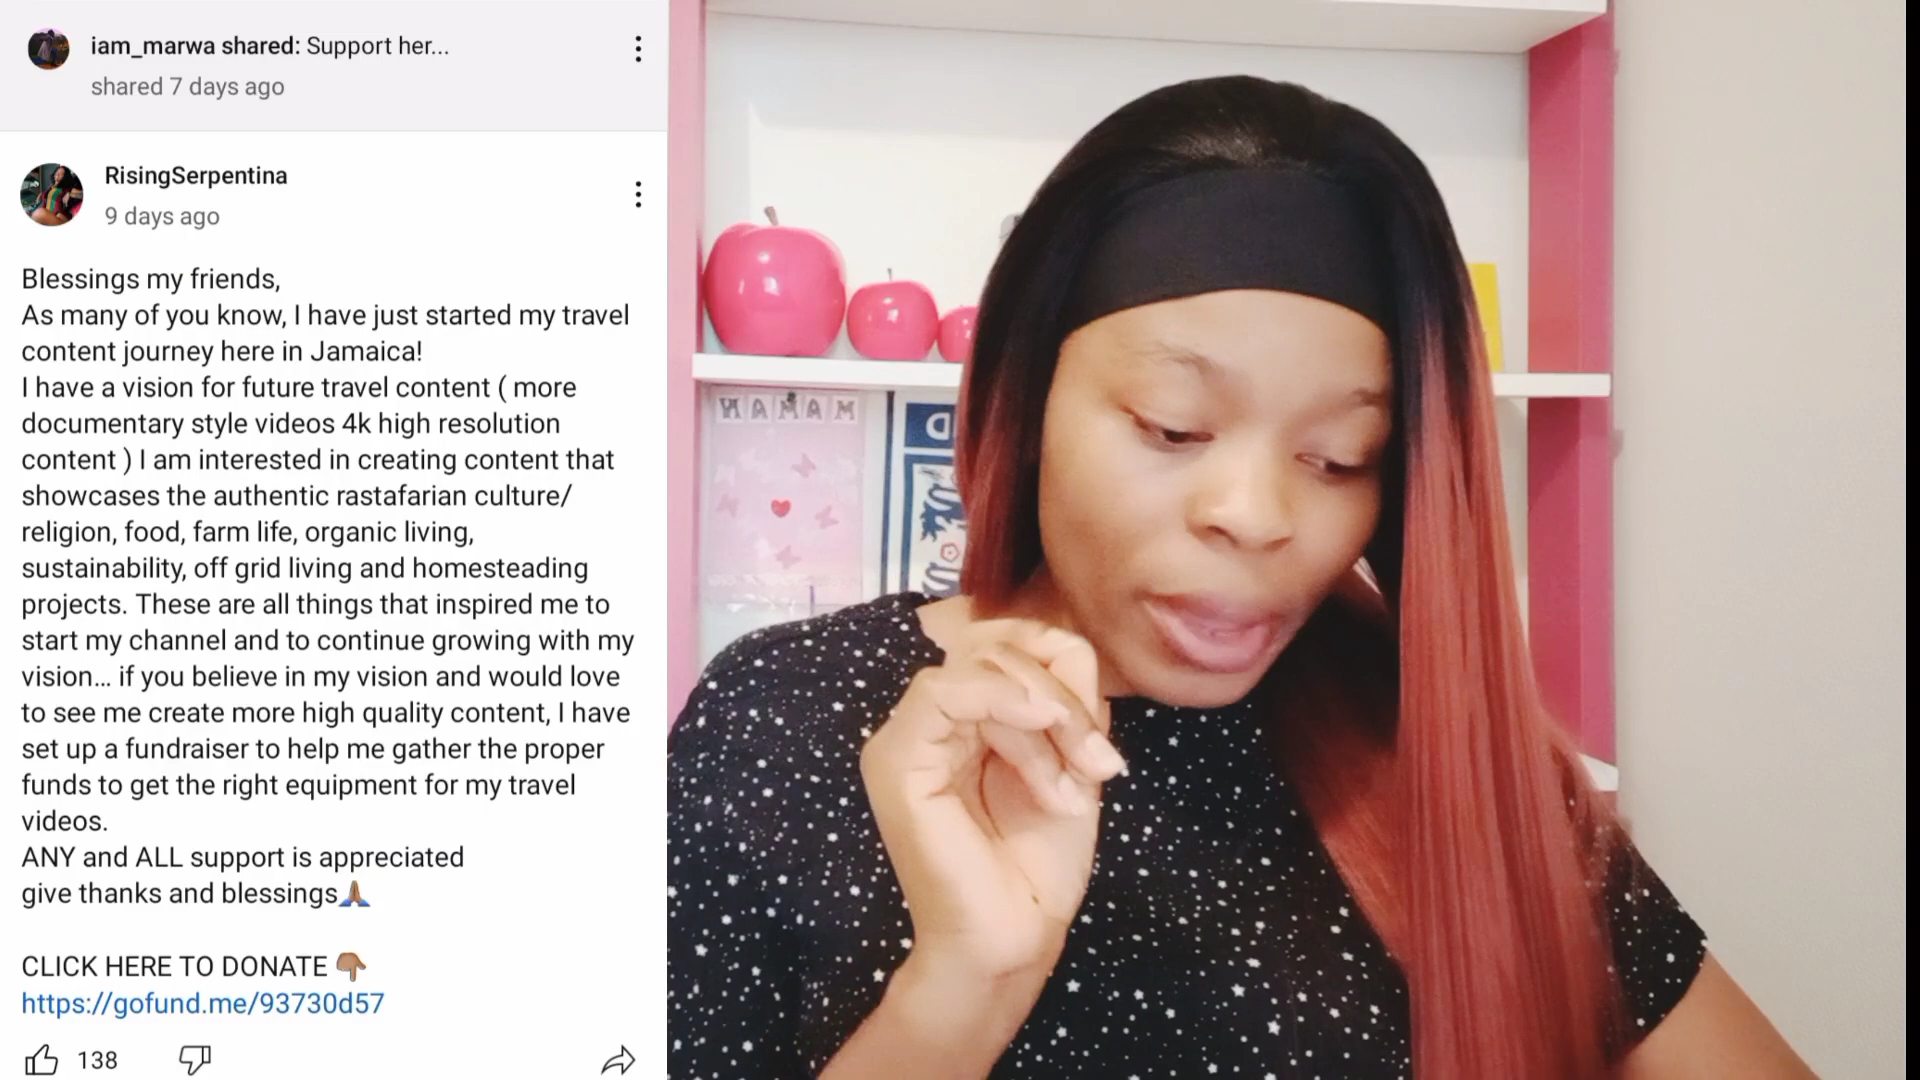 iam_marwa shared: Support her...
shared 7 days ago
RisingSerpentina
9 days ago
Blessings my friends,
As many of you know, I have just started my travel
content journey here in Jamaica!
I have a vision for future travel content ( more
documentary style videos 4k high resolution
content ) I am interested in creating content that
showcases the authentic rastafarian culture/
religion, food, farm life, organic living,
sustainability, off grid living and homesteading
projects. These are all things that inspired me to
start my channel and to continue growing with my
vision... if you believe in my vision and would love
to see me create more high quality content, I have
set up a fundraiser to help me gather the proper
funds to get the right equipment for my travel
videos.
ANY and ALL support is appreciated
give thanks and blessings🙏🏾
CLICK HERE TO DONATE 👇🏾
https://gofund.me/93730d57
138
MAMAH